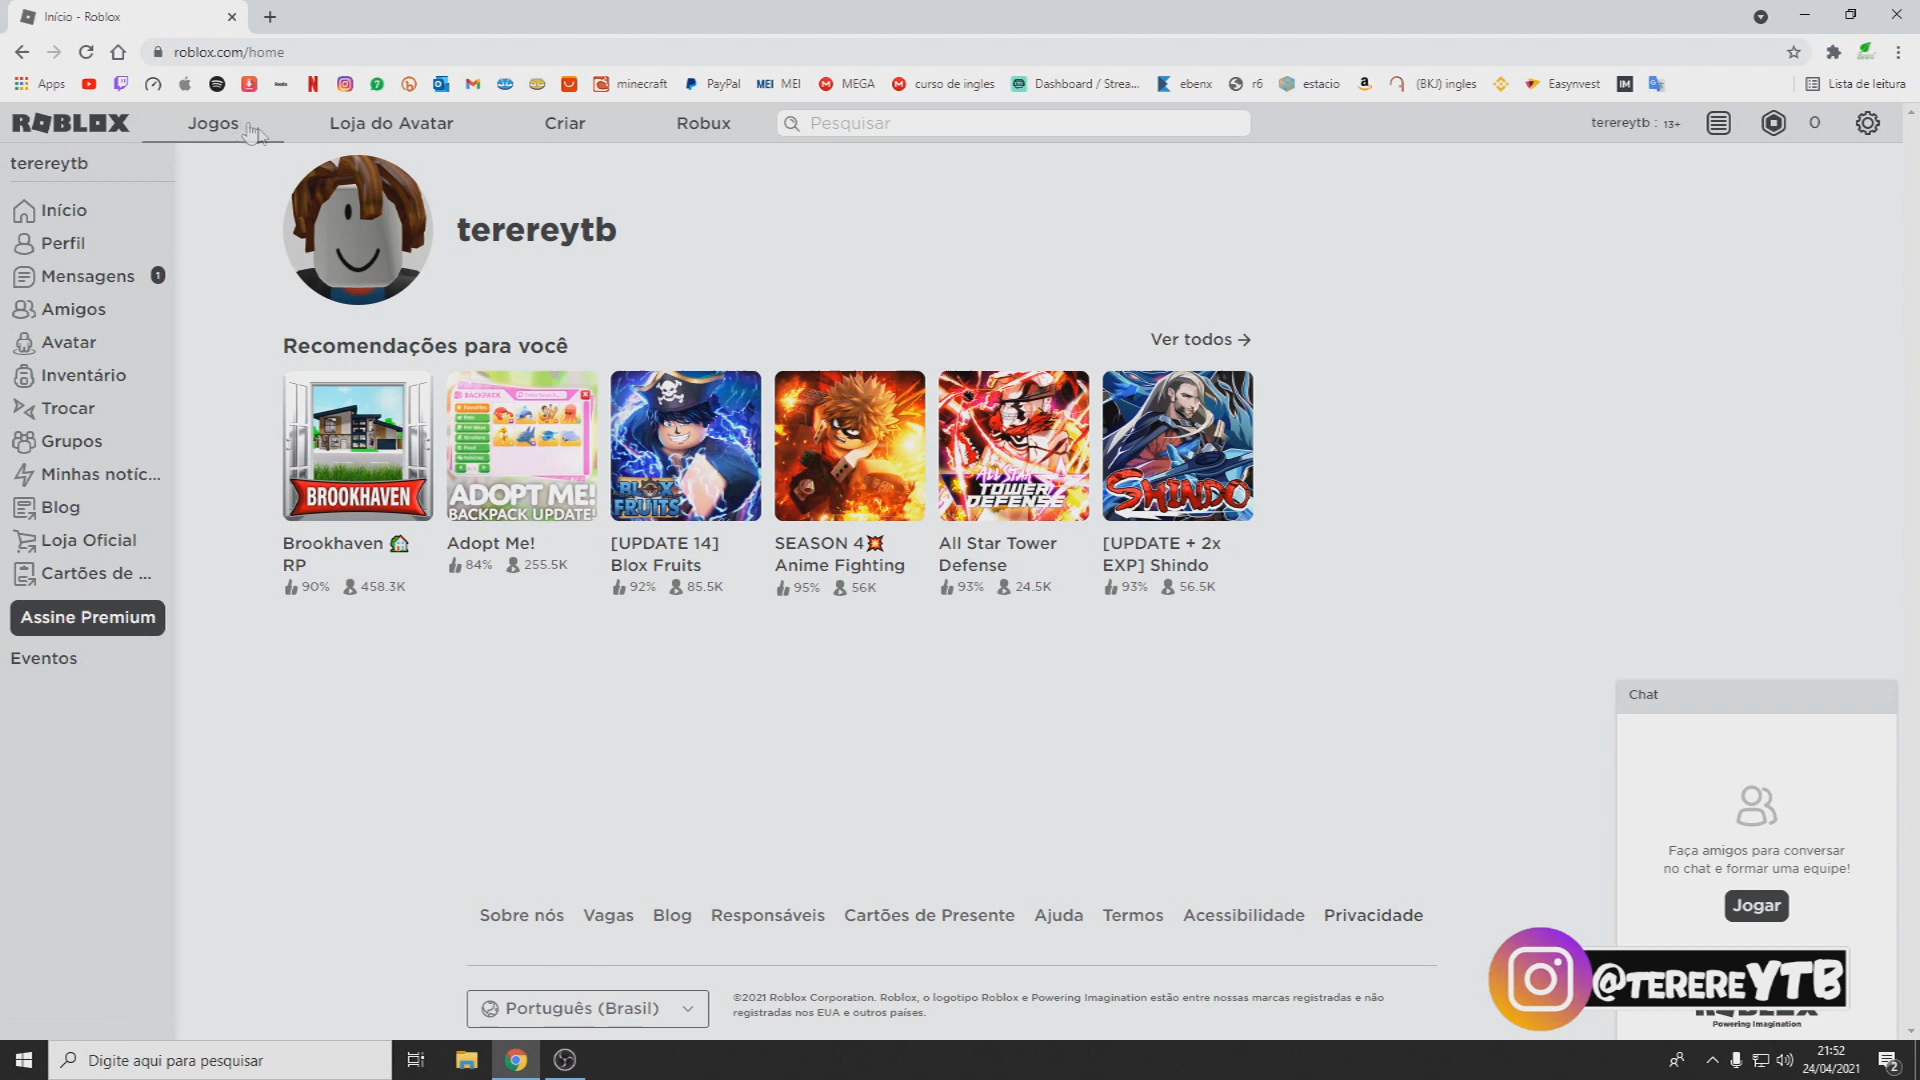 Início - Roblox
roblox.com/home
Apps
minecraft
PayPal
MEI MEI
MEGA
curso de ingles
Dashboard / Strea...
ebenx
r6
estacio
(BKJ) ingles
Easynvest
IM
Lista de leitura
ROBLOX
Jogos
Loja do Avatar
Criar
Robux
Pesquisar
terereytb : 13+
0
terereytb
Início
Perfil
Mensagens 1
Amigos
Avatar
Inventário
Trocar
Grupos
Minhas notíc...
Blog
Loja Oficial
Cartões de ...
Assine Premium
Eventos
terereytb
Recomendações para você
Ver todos →
BROOKHAVEN
BACKPACK
ADOPT ME!
BACKPACK UPDATE!
BLOX
FRUITS
ALL STAR
TOWER
DEFENSE
SHINDO
Brookhaven 🏡
RP
90% 458.3K
Adopt Me!
84% 255.5K
[UPDATE 14]
Blox Fruits
92% 85.5K
SEASON 4💥
Anime Fighting
95% 56K
All Star Tower
Defense
93% 24.5K
[UPDATE + 2x
EXP] Shindo
93% 56.5K
Chat
Faça amigos para conversar
no chat e formar uma equipe!
Jogar
Sobre nós
Vagas
Blog
Responsáveis
Cartões de Presente
Ajuda
Termos
Acessibilidade
Privacidade
@TEREREYTB
Powering Imagination
Português (Brasil)
©2021 Roblox Corporation. Roblox, o logotipo Roblox e Powering Imagination estão entre nossas marcas registradas e não
registradas nos EUA e outros países.
Digite aqui para pesquisar
21:52
24/04/2021
2